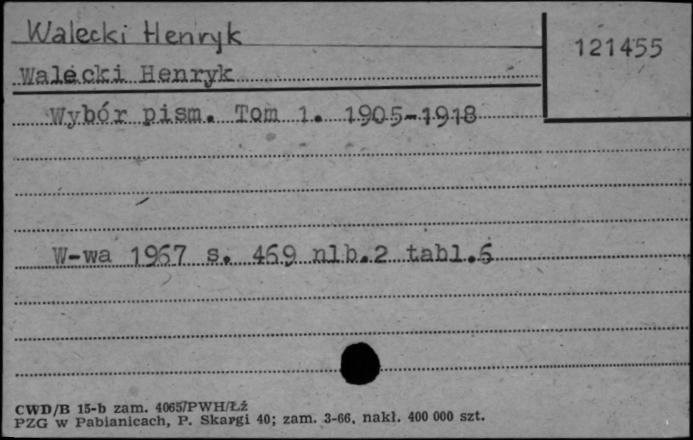 Walecki Henryk
121455
Walecki Henryk
Wybór pism. Tom 1. 1905-1918
W-wa 1967 s. 469 nlb.2 tabl.6
CWD/B 15-b zam. 4065/PWH/Łź
PZG w Pabianicach, P. Skargi 40; zam. 3-66, nakł. 400 000 szt.